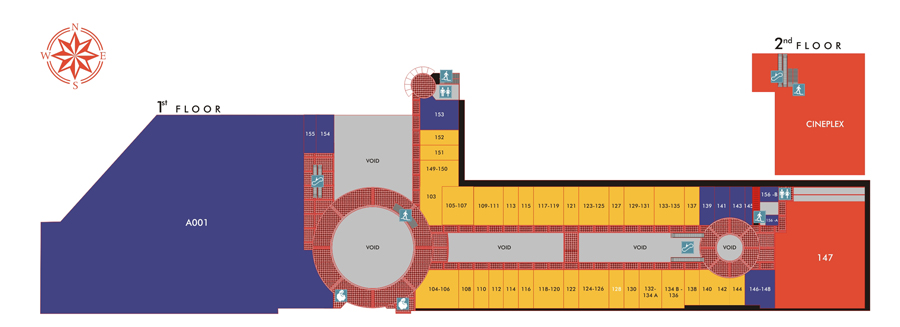 N
W E
S
1st FLOOR
2nd FLOOR
CINEPLEX
153
155 154
152
VOID
151
149-150
103
105-107 109-111 113 115 117-119 121 123-125 127 129-131 133-135 137 139 141 143 145
156 -B
156 -A
A001
VOID VOID VOID VOID
147
104-106 108 110 112 114 116 118-120 122 124-126 128 130 132-
134 A
134 B -
136
138 140 142 144 146-148